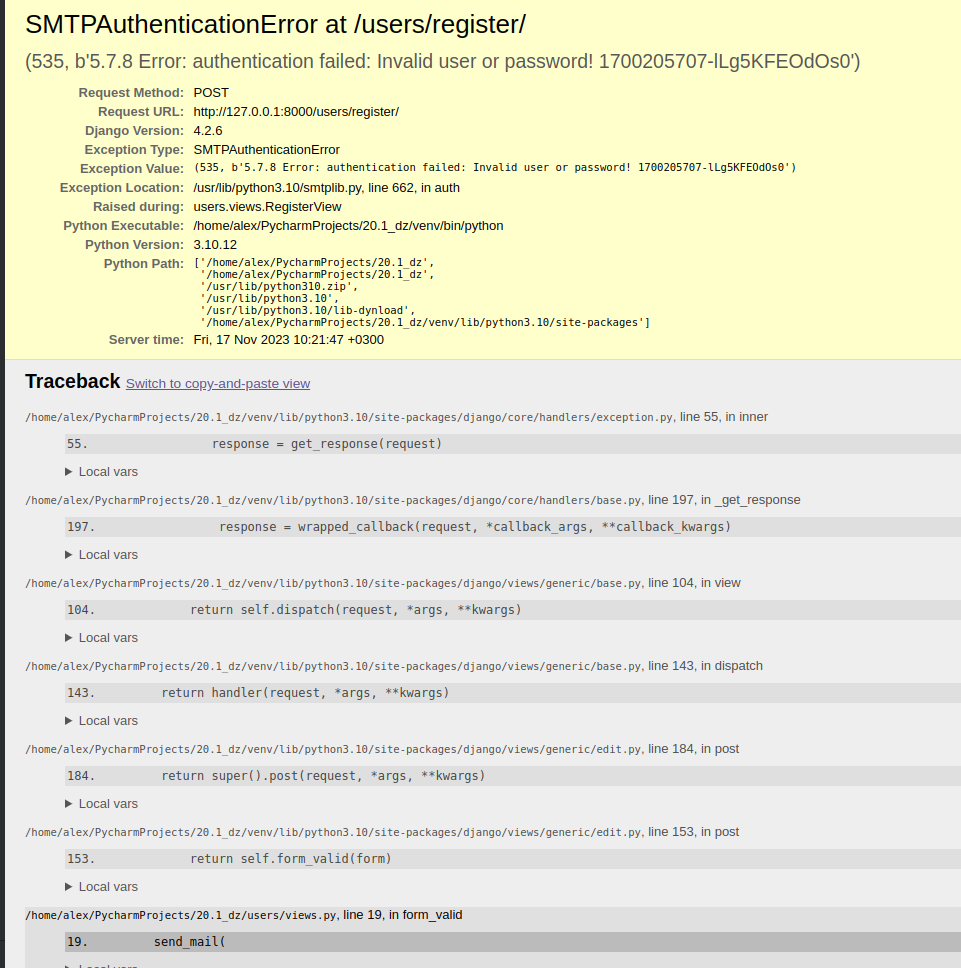 SMTPAuthenticationError at /users/register/
(535, b'5.7.8 Error: authentication failed: Invalid user or password! 1700205707-lLg5KFEOdOs0')
Request Method: POST
Request URL: http://127.0.0.1:8000/users/register/
Django Version: 4.2.6
Exception Type: SMTPAuthenticationError
Exception Value: (535, b'5.7.8 Error: authentication failed: Invalid user or password! 1700205707-lLg5KFEOdOs0')
Exception Location: /usr/lib/python3.10/smtplib.py, line 662, in auth
Raised during: users.views.RegisterView
Python Executable: /home/alex/PycharmProjects/20.1_dz/venv/bin/python
Python Version: 3.10.12
Python Path: ['/home/alex/PycharmProjects/20.1_dz',
'/home/alex/PycharmProjects/20.1_dz',
'/usr/lib/python310.zip',
'/usr/lib/python3.10',
'/usr/lib/python3.10/lib-dynload',
'/home/alex/PycharmProjects/20.1_dz/venv/lib/python3.10/site-packages']
Server time: Fri, 17 Nov 2023 10:21:47 +0300
Traceback Switch to copy-and-paste view
/home/alex/PycharmProjects/20.1_dz/venv/lib/python3.10/site-packages/django/core/handlers/exception.py, line 55, in inner
55. response = get_response(request)
▶ Local vars
/home/alex/PycharmProjects/20.1_dz/venv/lib/python3.10/site-packages/django/core/handlers/base.py, line 197, in _get_response
197. response = wrapped_callback(request, *callback_args, **callback_kwargs)
▶ Local vars
/home/alex/PycharmProjects/20.1_dz/venv/lib/python3.10/site-packages/django/views/generic/base.py, line 104, in view
104. return self.dispatch(request, *args, **kwargs)
▶ Local vars
/home/alex/PycharmProjects/20.1_dz/venv/lib/python3.10/site-packages/django/views/generic/base.py, line 143, in dispatch
143. return handler(request, *args, **kwargs)
▶ Local vars
/home/alex/PycharmProjects/20.1_dz/venv/lib/python3.10/site-packages/django/views/generic/edit.py, line 184, in post
184. return super().post(request, *args, **kwargs)
▶ Local vars
/home/alex/PycharmProjects/20.1_dz/venv/lib/python3.10/site-packages/django/views/generic/edit.py, line 153, in post
153. return self.form_valid(form)
▶ Local vars
/home/alex/PycharmProjects/20.1_dz/users/views.py, line 19, in form_valid
19. send_mail(
▶ Local vars